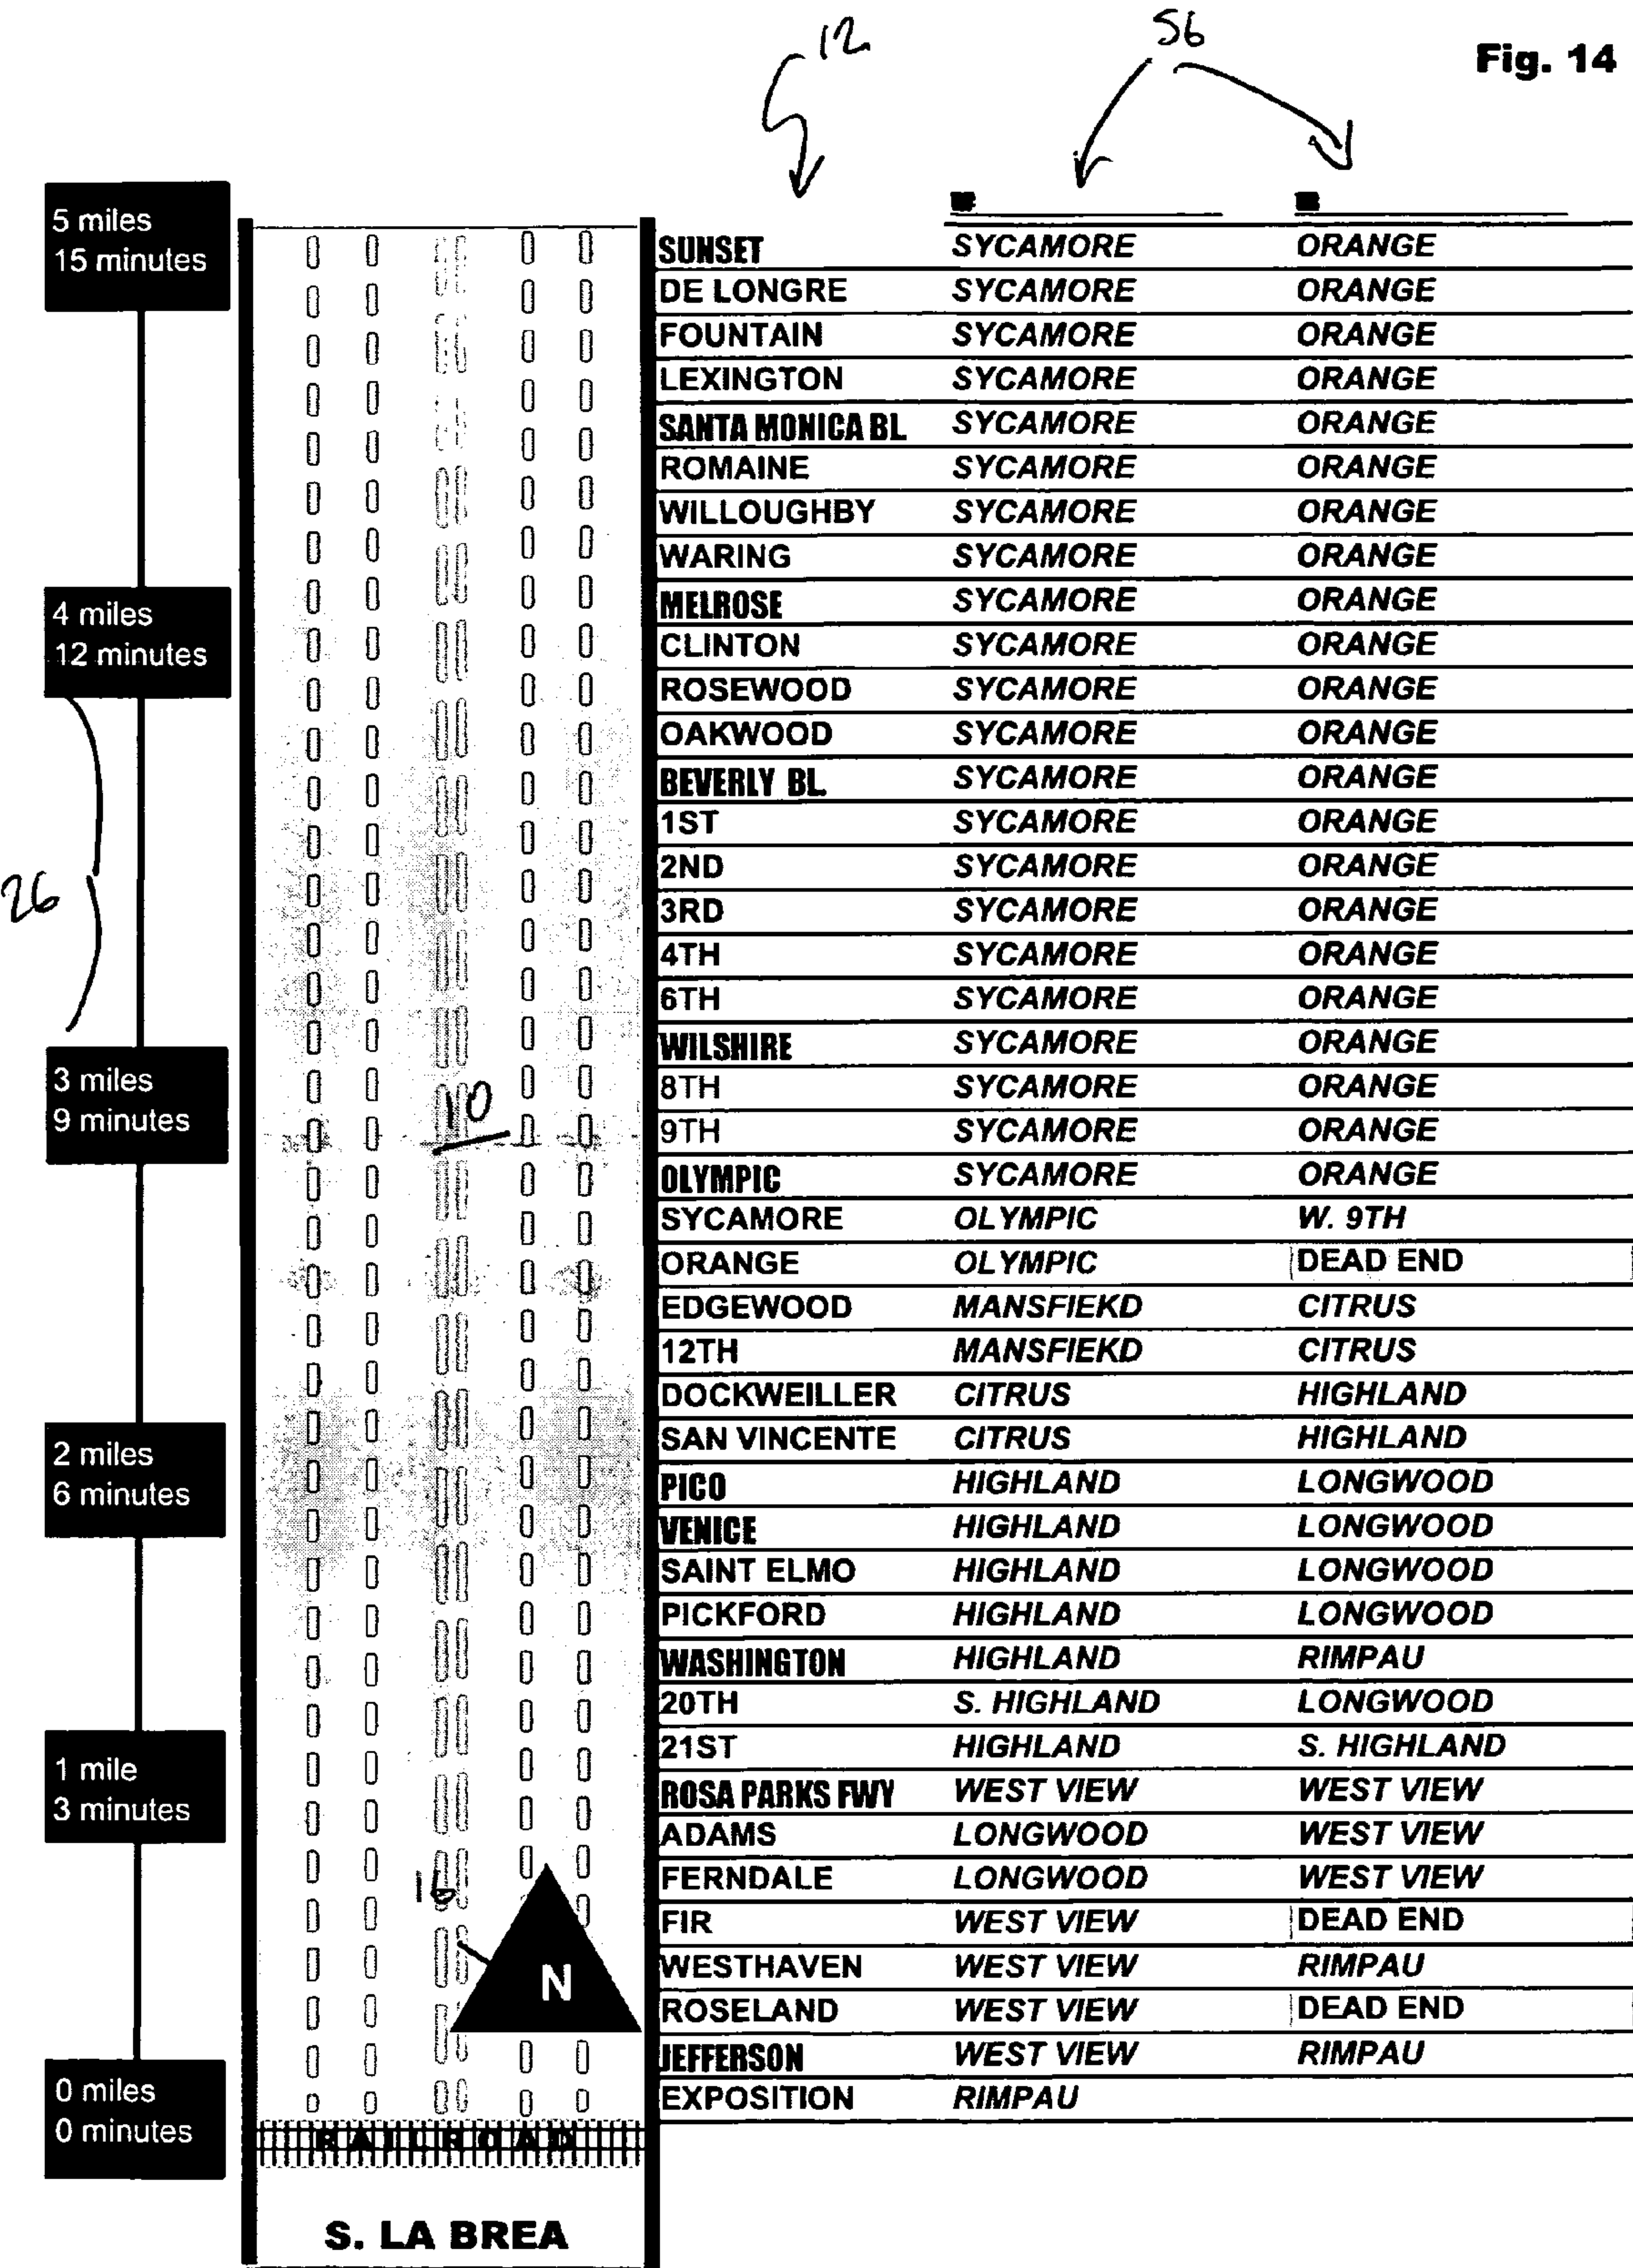 12
56
Fig. 14
5 miles
15 minutes
4 miles
12 minutes
26
3 miles
9 minutes
2 miles
6 minutes
1 mile
3 minutes
0 miles
0 minutes
10
16
N
RAILROAD
S. LA BREA
SUNSET SYCAMORE ORANGE
DE LONGRE SYCAMORE ORANGE
FOUNTAIN SYCAMORE ORANGE
LEXINGTON SYCAMORE ORANGE
SANTA MONICA BL SYCAMORE ORANGE
ROMAINE SYCAMORE ORANGE
WILLOUGHBY SYCAMORE ORANGE
WARING SYCAMORE ORANGE
MELROSE SYCAMORE ORANGE
CLINTON SYCAMORE ORANGE
ROSEWOOD SYCAMORE ORANGE
OAKWOOD SYCAMORE ORANGE
BEVERLY BL SYCAMORE ORANGE
1ST SYCAMORE ORANGE
2ND SYCAMORE ORANGE
3RD SYCAMORE ORANGE
4TH SYCAMORE ORANGE
6TH SYCAMORE ORANGE
WILSHIRE SYCAMORE ORANGE
8TH SYCAMORE ORANGE
9TH SYCAMORE ORANGE
OLYMPIC SYCAMORE ORANGE
SYCAMORE OLYMPIC W. 9TH
ORANGE OLYMPIC DEAD END
EDGEWOOD MANSFIEKD CITRUS
12TH MANSFIEKD CITRUS
DOCKWEILLER CITRUS HIGHLAND
SAN VINCENTE CITRUS HIGHLAND
PICO HIGHLAND LONGWOOD
VENICE HIGHLAND LONGWOOD
SAINT ELMO HIGHLAND LONGWOOD
PICKFORD HIGHLAND LONGWOOD
WASHINGTON HIGHLAND RIMPAU
20TH S. HIGHLAND LONGWOOD
21ST HIGHLAND S. HIGHLAND
ROSA PARKS FWY WEST VIEW WEST VIEW
ADAMS LONGWOOD WEST VIEW
FERNDALE LONGWOOD WEST VIEW
FIR WEST VIEW DEAD END
WESTHAVEN WEST VIEW RIMPAU
ROSELAND WEST VIEW DEAD END
JEFFERSON WEST VIEW RIMPAU
EXPOSITION RIMPAU